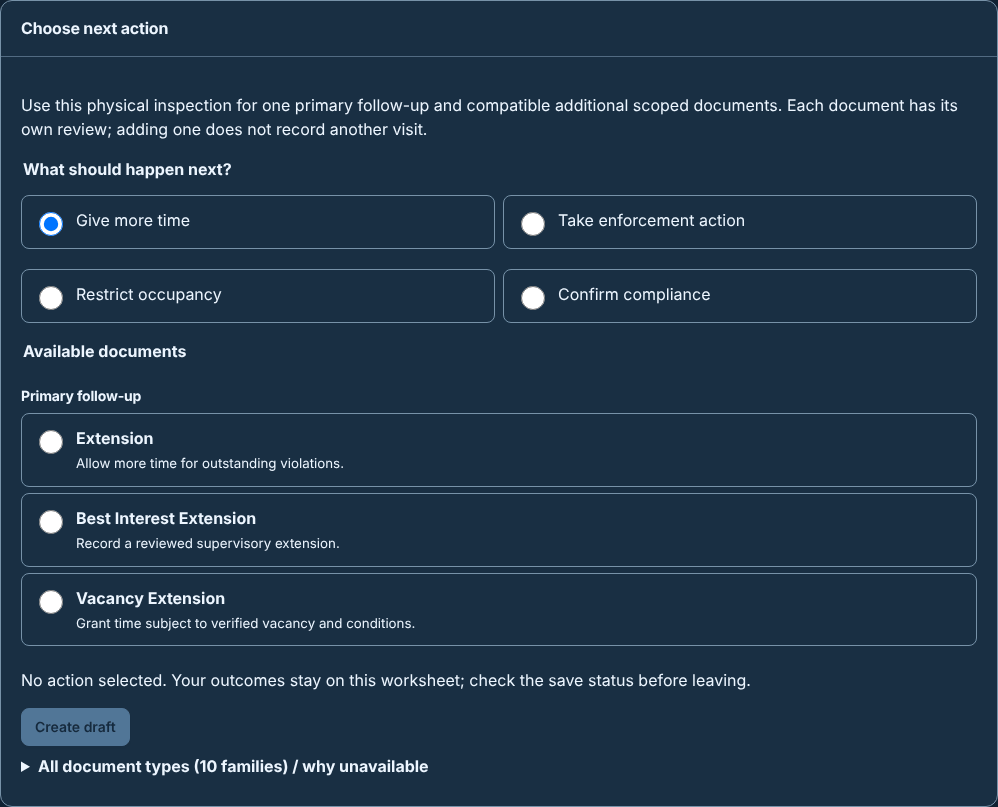 Choose next action
Use this physical inspection for one primary follow-up and compatible additional scoped documents. Each document has its
own review; adding one does not record another visit.
What should happen next?
Give more time
Take enforcement action
Restrict occupancy
Confirm compliance
Available documents
Primary follow-up
Extension
Allow more time for outstanding violations.
Best Interest Extension
Record a reviewed supervisory extension.
Vacancy Extension
Grant time subject to verified vacancy and conditions.
No action selected. Your outcomes stay on this worksheet; check the save status before leaving.
Create draft
All document types (10 families) / why unavailable